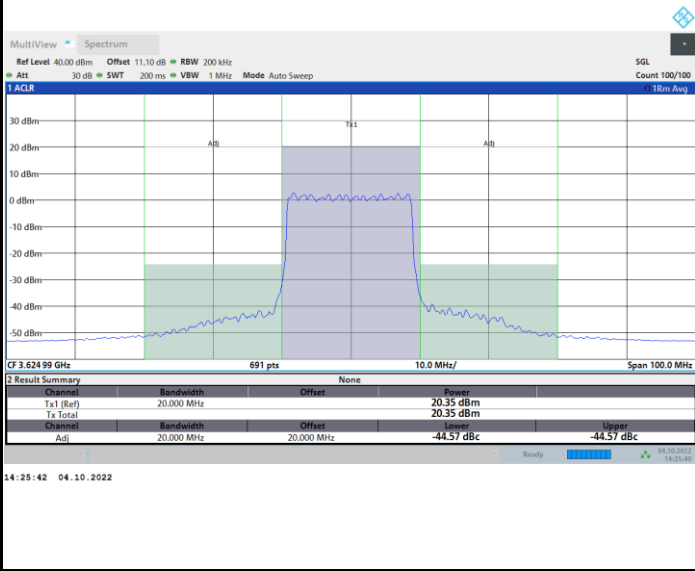 MultiView Spectrum
Ref Level 40.00 dBm Offset 11.10 dB RBW 200 kHz SGL
Att 30 dB SWT 200 ms VBW 1 MHz Mode Auto Sweep Count 100/100
1 ACLR 1Rm Avg
30 dBm
Tx1
20 dBm
Adj Adj
10 dBm
0 dBm
-10 dBm
-20 dBm
-30 dBm
-40 dBm
-50 dBm
CF 3.624 99 GHz 691 pts 10.0 MHz/ Span 100.0 MHz
2 Result Summary None
Channel Bandwidth Offset Power
Tx1 (Ref) 20.000 MHz 20.35 dBm
Tx Total 20.35 dBm
Channel Bandwidth Offset Lower Upper
Adj 20.000 MHz 20.000 MHz -44.57 dBc -44.57 dBc
Ready 04.10.2022
14:25:40
14:25:42 04.10.2022